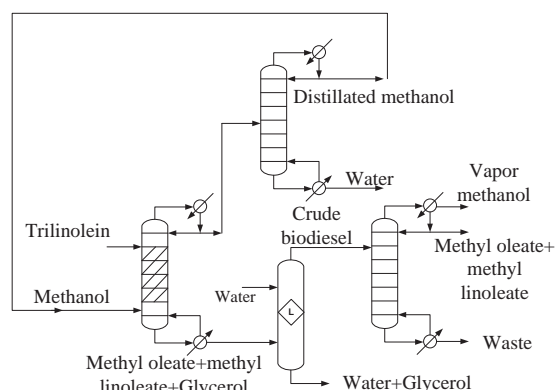 Distillated methanol
Water
Vapor
methanol
Crude
biodiesel
Trilinolein
Methyl oleate+
methyl
linoleate
Methanol
Water
L
Waste
Methyl oleate+methyl
linoleate+Glycerol
Water+Glycerol